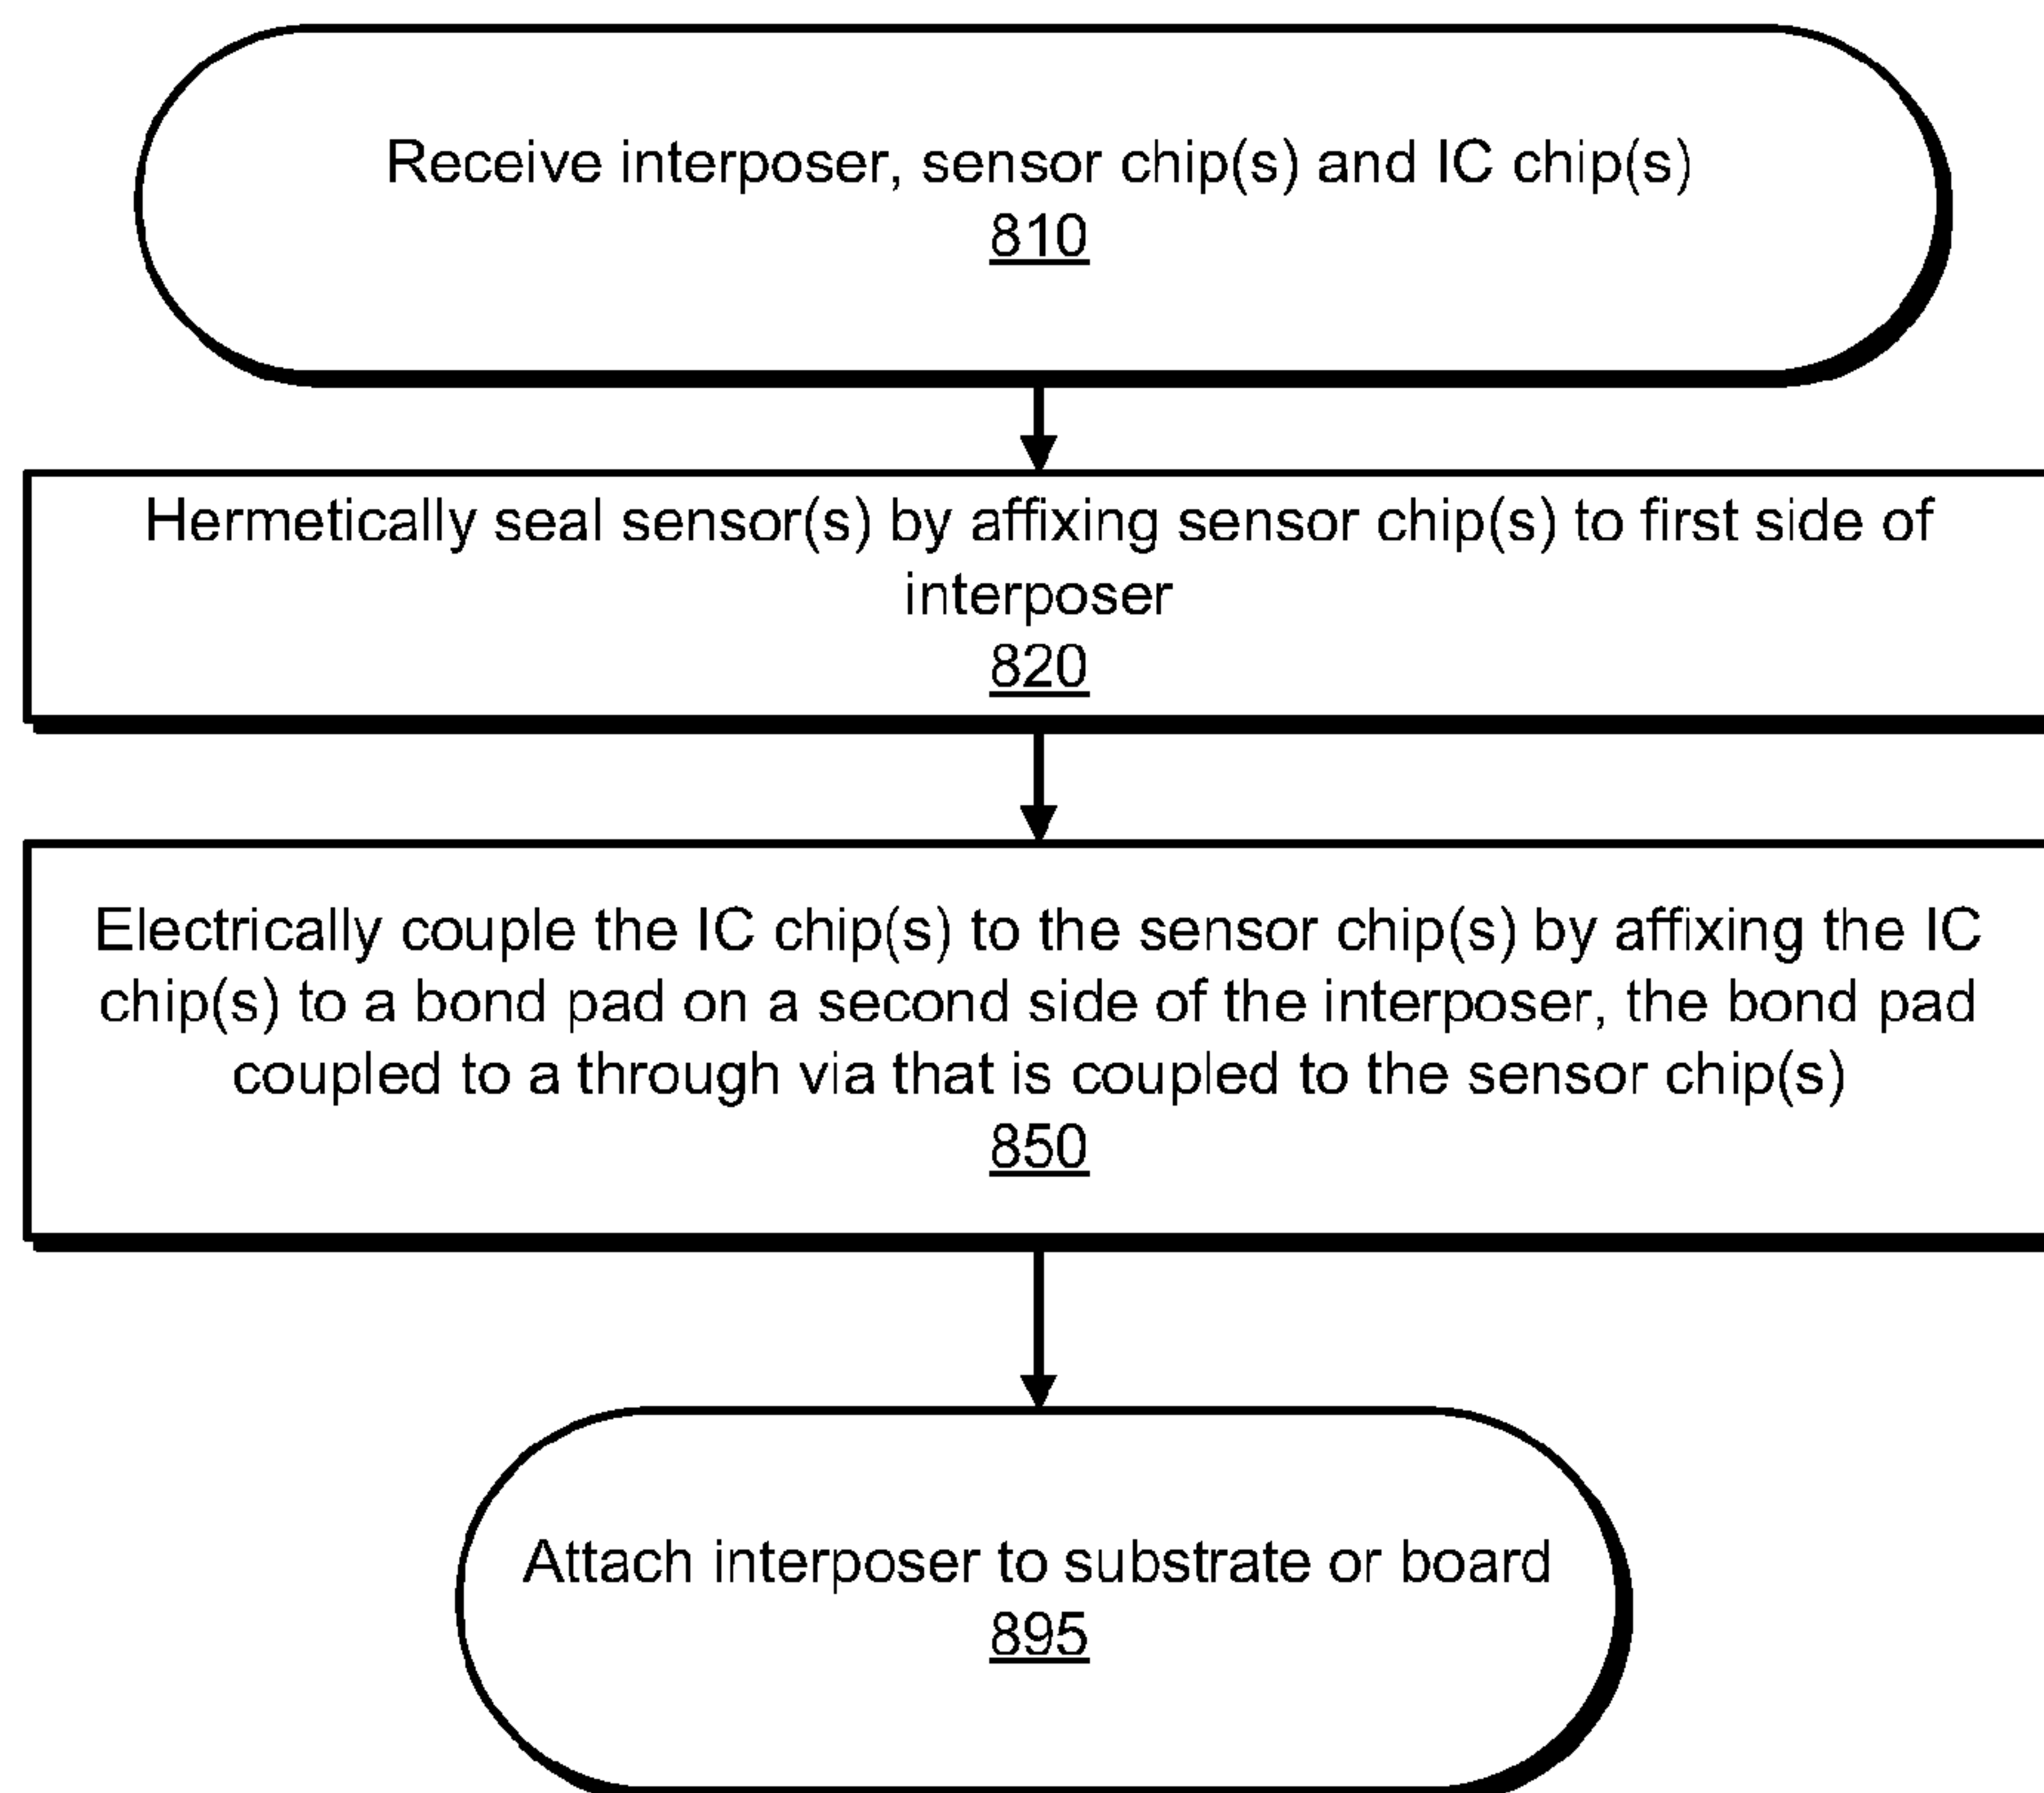 Receive interposer, sensor chip(s) and IC chip(s)
810
Hermetically seal sensor(s) by affixing sensor chip(s) to first side of
interposer
820
Electrically couple the IC chip(s) to the sensor chip(s) by affixing the IC
chip(s) to a bond pad on a second side of the interposer, the bond pad
coupled to a through via that is coupled to the sensor chip(s)
850
Attach interposer to substrate or board
895